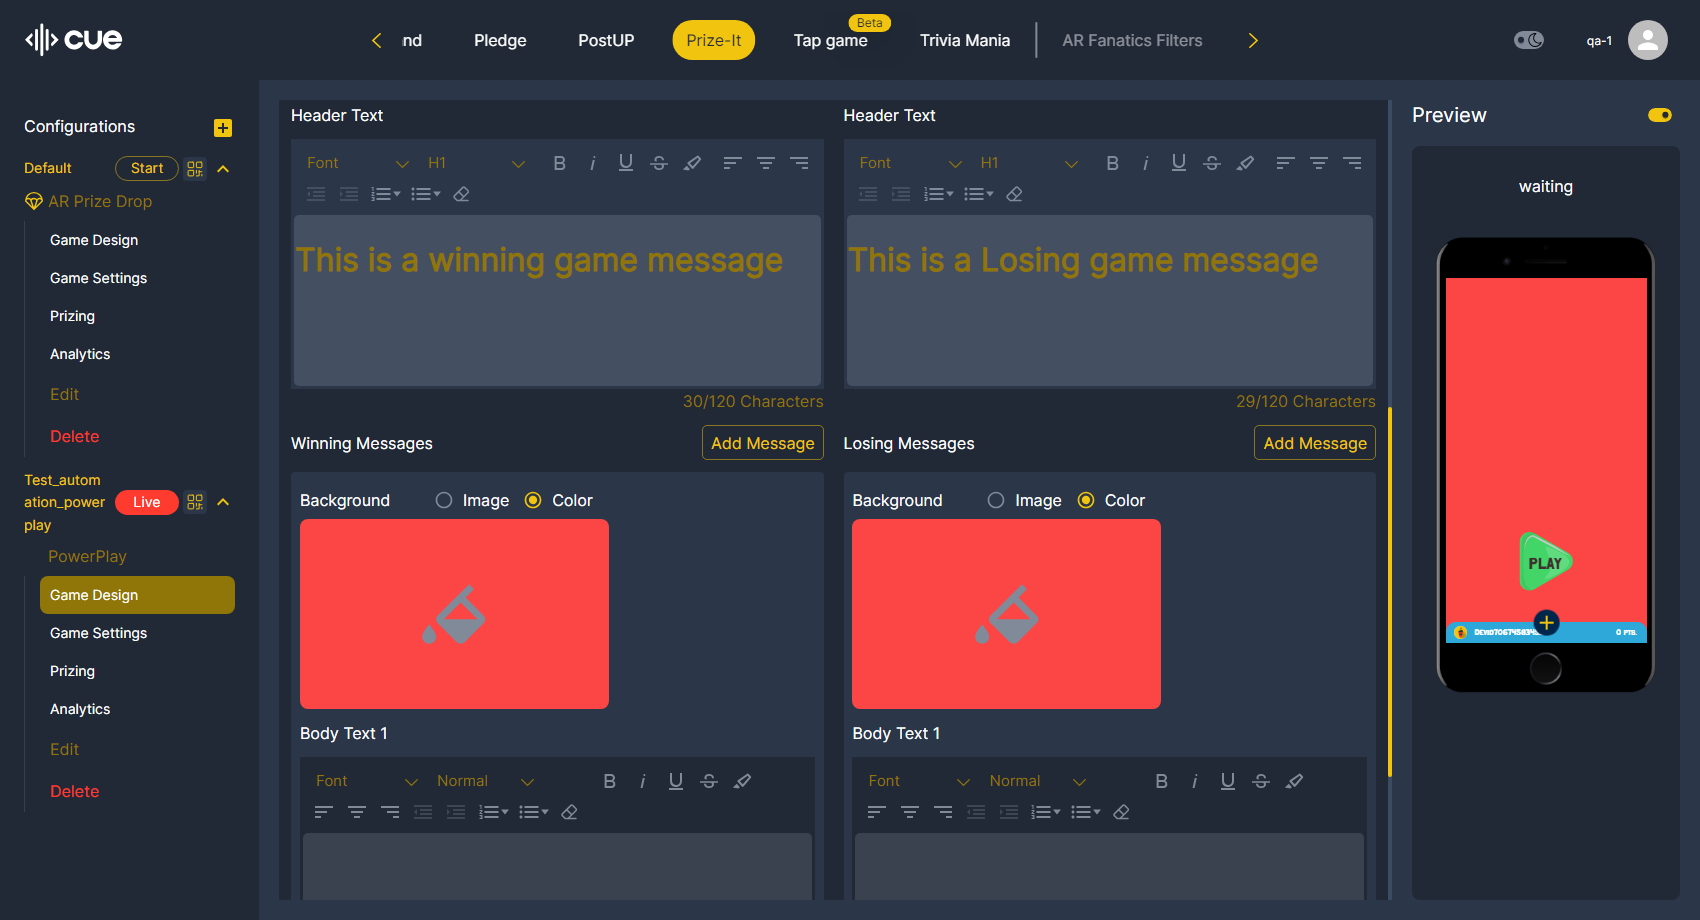 cue
nd
Pledge
PostUP
Prize-It
Beta
Tap game
Trivia Mania
AR Fanatics Filters
qa-1
Configurations
Default
Start
AR Prize Drop
Game Design
Game Settings
Prizing
Analytics
Edit
Delete
Test_autom
ation_power
play
Live
PowerPlay
Game Design
Game Settings
Prizing
Analytics
Edit
Delete
Header Text
Font
H1
This is a winning game message
30/120 Characters
Winning Messages
Add Message
Background
Image
Color
Body Text 1
Font
Normal
Header Text
Font
H1
This is a Losing game message
29/120 Characters
Losing Messages
Add Message
Background
Image
Color
Body Text 1
Font
Normal
Preview
waiting
PLAY
0 PTS.